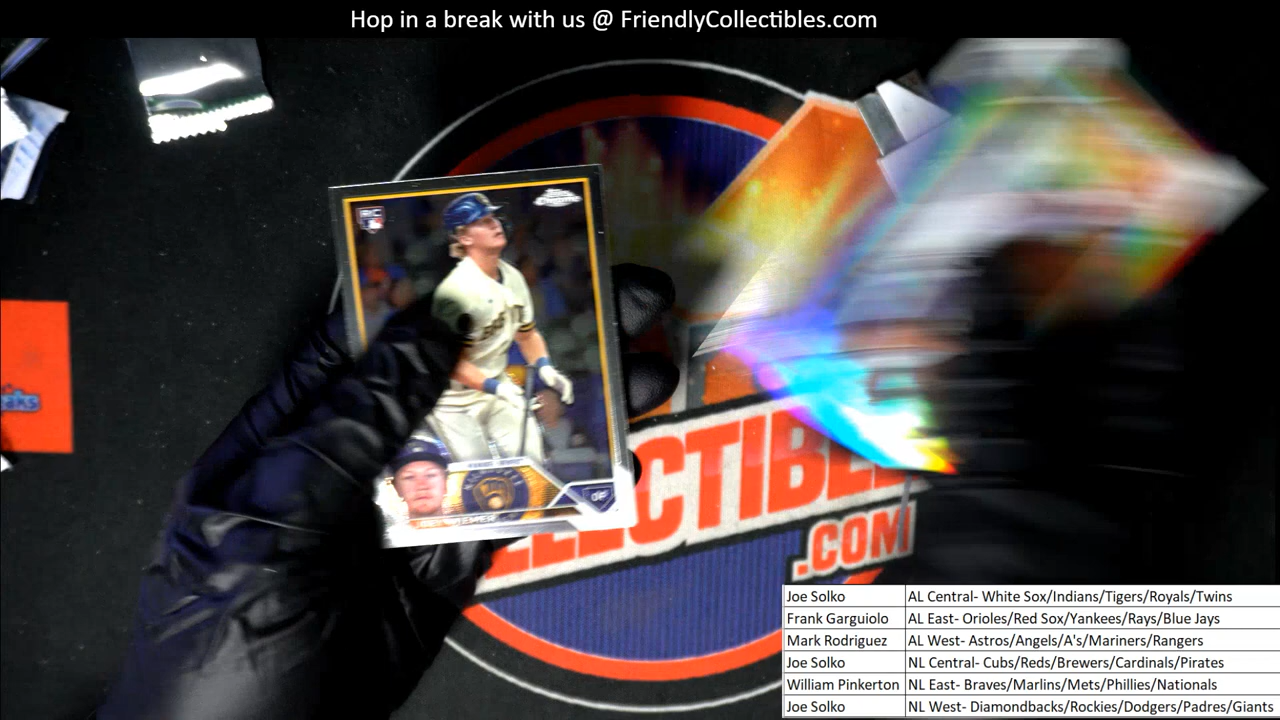 Hop in a break with us @ FriendlyCollectibles.com
RC
aks
LLECTIBLE
.COM
OF
Joe Solko AL Central- White Sox/Indians/Tigers/Royals/Twins
Frank Garguiolo AL East- Orioles/Red Sox/Yankees/Rays/Blue Jays
Mark Rodriguez AL West- Astros/Angels/A's/Mariners/Rangers
Joe Solko NL Central- Cubs/Reds/Brewers/Cardinals/Pirates
William Pinkerton NL East- Braves/Marlins/Mets/Phillies/Nationals
Joe Solko NL West- Diamondbacks/Rockies/Dodgers/Padres/Giants